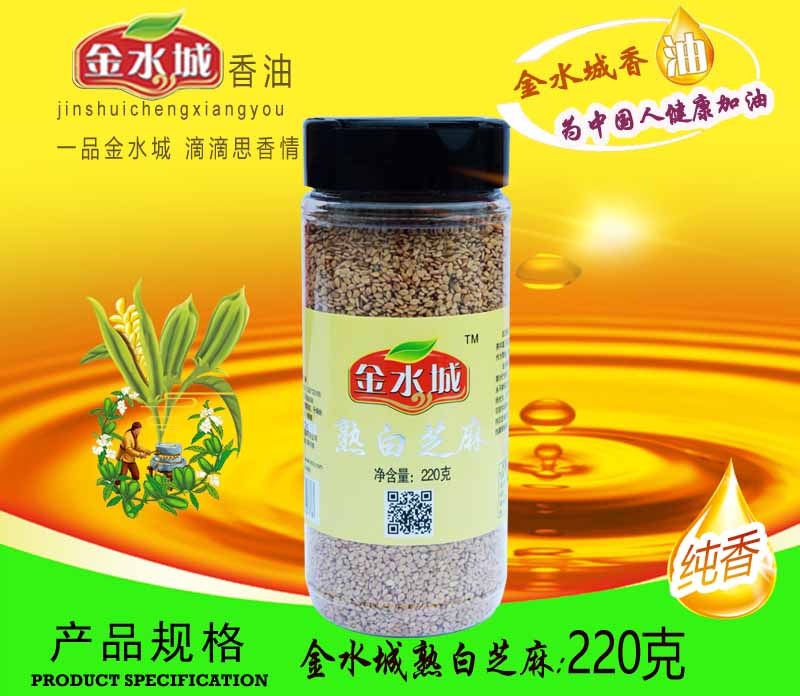 金水城 香油
jinshuichengxiangyou
一品金水城 滴滴思香情
金水城香油
为中国人健康加油
TM
金水城
熟白芝麻
净含量：220克
纯香
产品规格
PRODUCT SPECIFICATION
金水城熟白芝麻：220克